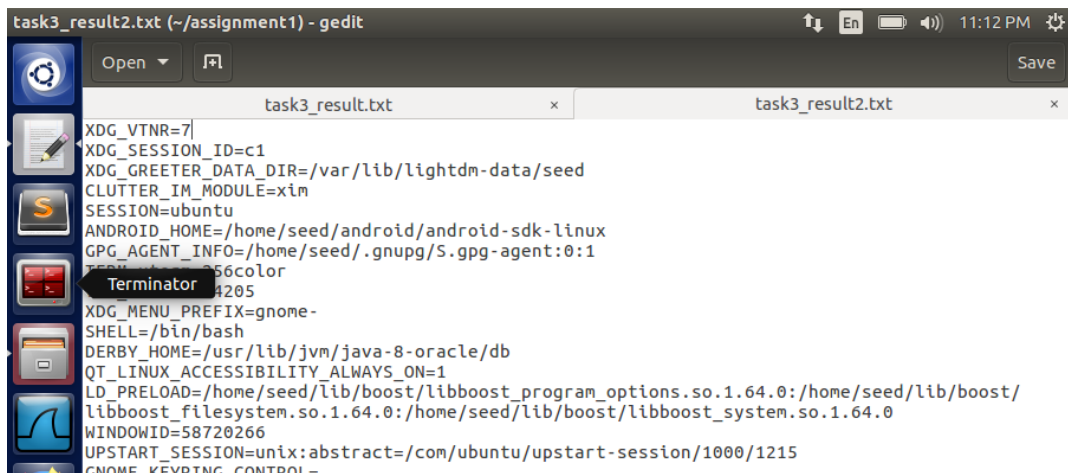 task3_result2.txt (~/assignment1) - gedit
En
11:12 PM
Open
Save
task3_result.txt ×
task3_result2.txt ×
XDG_VTNR=7
XDG_SESSION_ID=c1
XDG_GREETER_DATA_DIR=/var/lib/lightdm-data/seed
CLUTTER_IM_MODULE=xim
SESSION=ubuntu
ANDROID_HOME=/home/seed/android/android-sdk-linux
GPG_AGENT_INFO=/home/seed/.gnupg/S.gpg-agent:0:1
256color
Terminator
4205
XDG_MENU_PREFIX=gnome-
SHELL=/bin/bash
DERBY_HOME=/usr/lib/jvm/java-8-oracle/db
QT_LINUX_ACCESSIBILITY_ALWAYS_ON=1
LD_PRELOAD=/home/seed/lib/boost/libboost_program_options.so.1.64.0:/home/seed/lib/boost/
libboost_filesystem.so.1.64.0:/home/seed/lib/boost/libboost_system.so.1.64.0
WINDOWID=58720266
UPSTART_SESSION=unix:abstract=/com/ubuntu/upstart-session/1000/1215
GNOME_KEYRING_CONTROL=